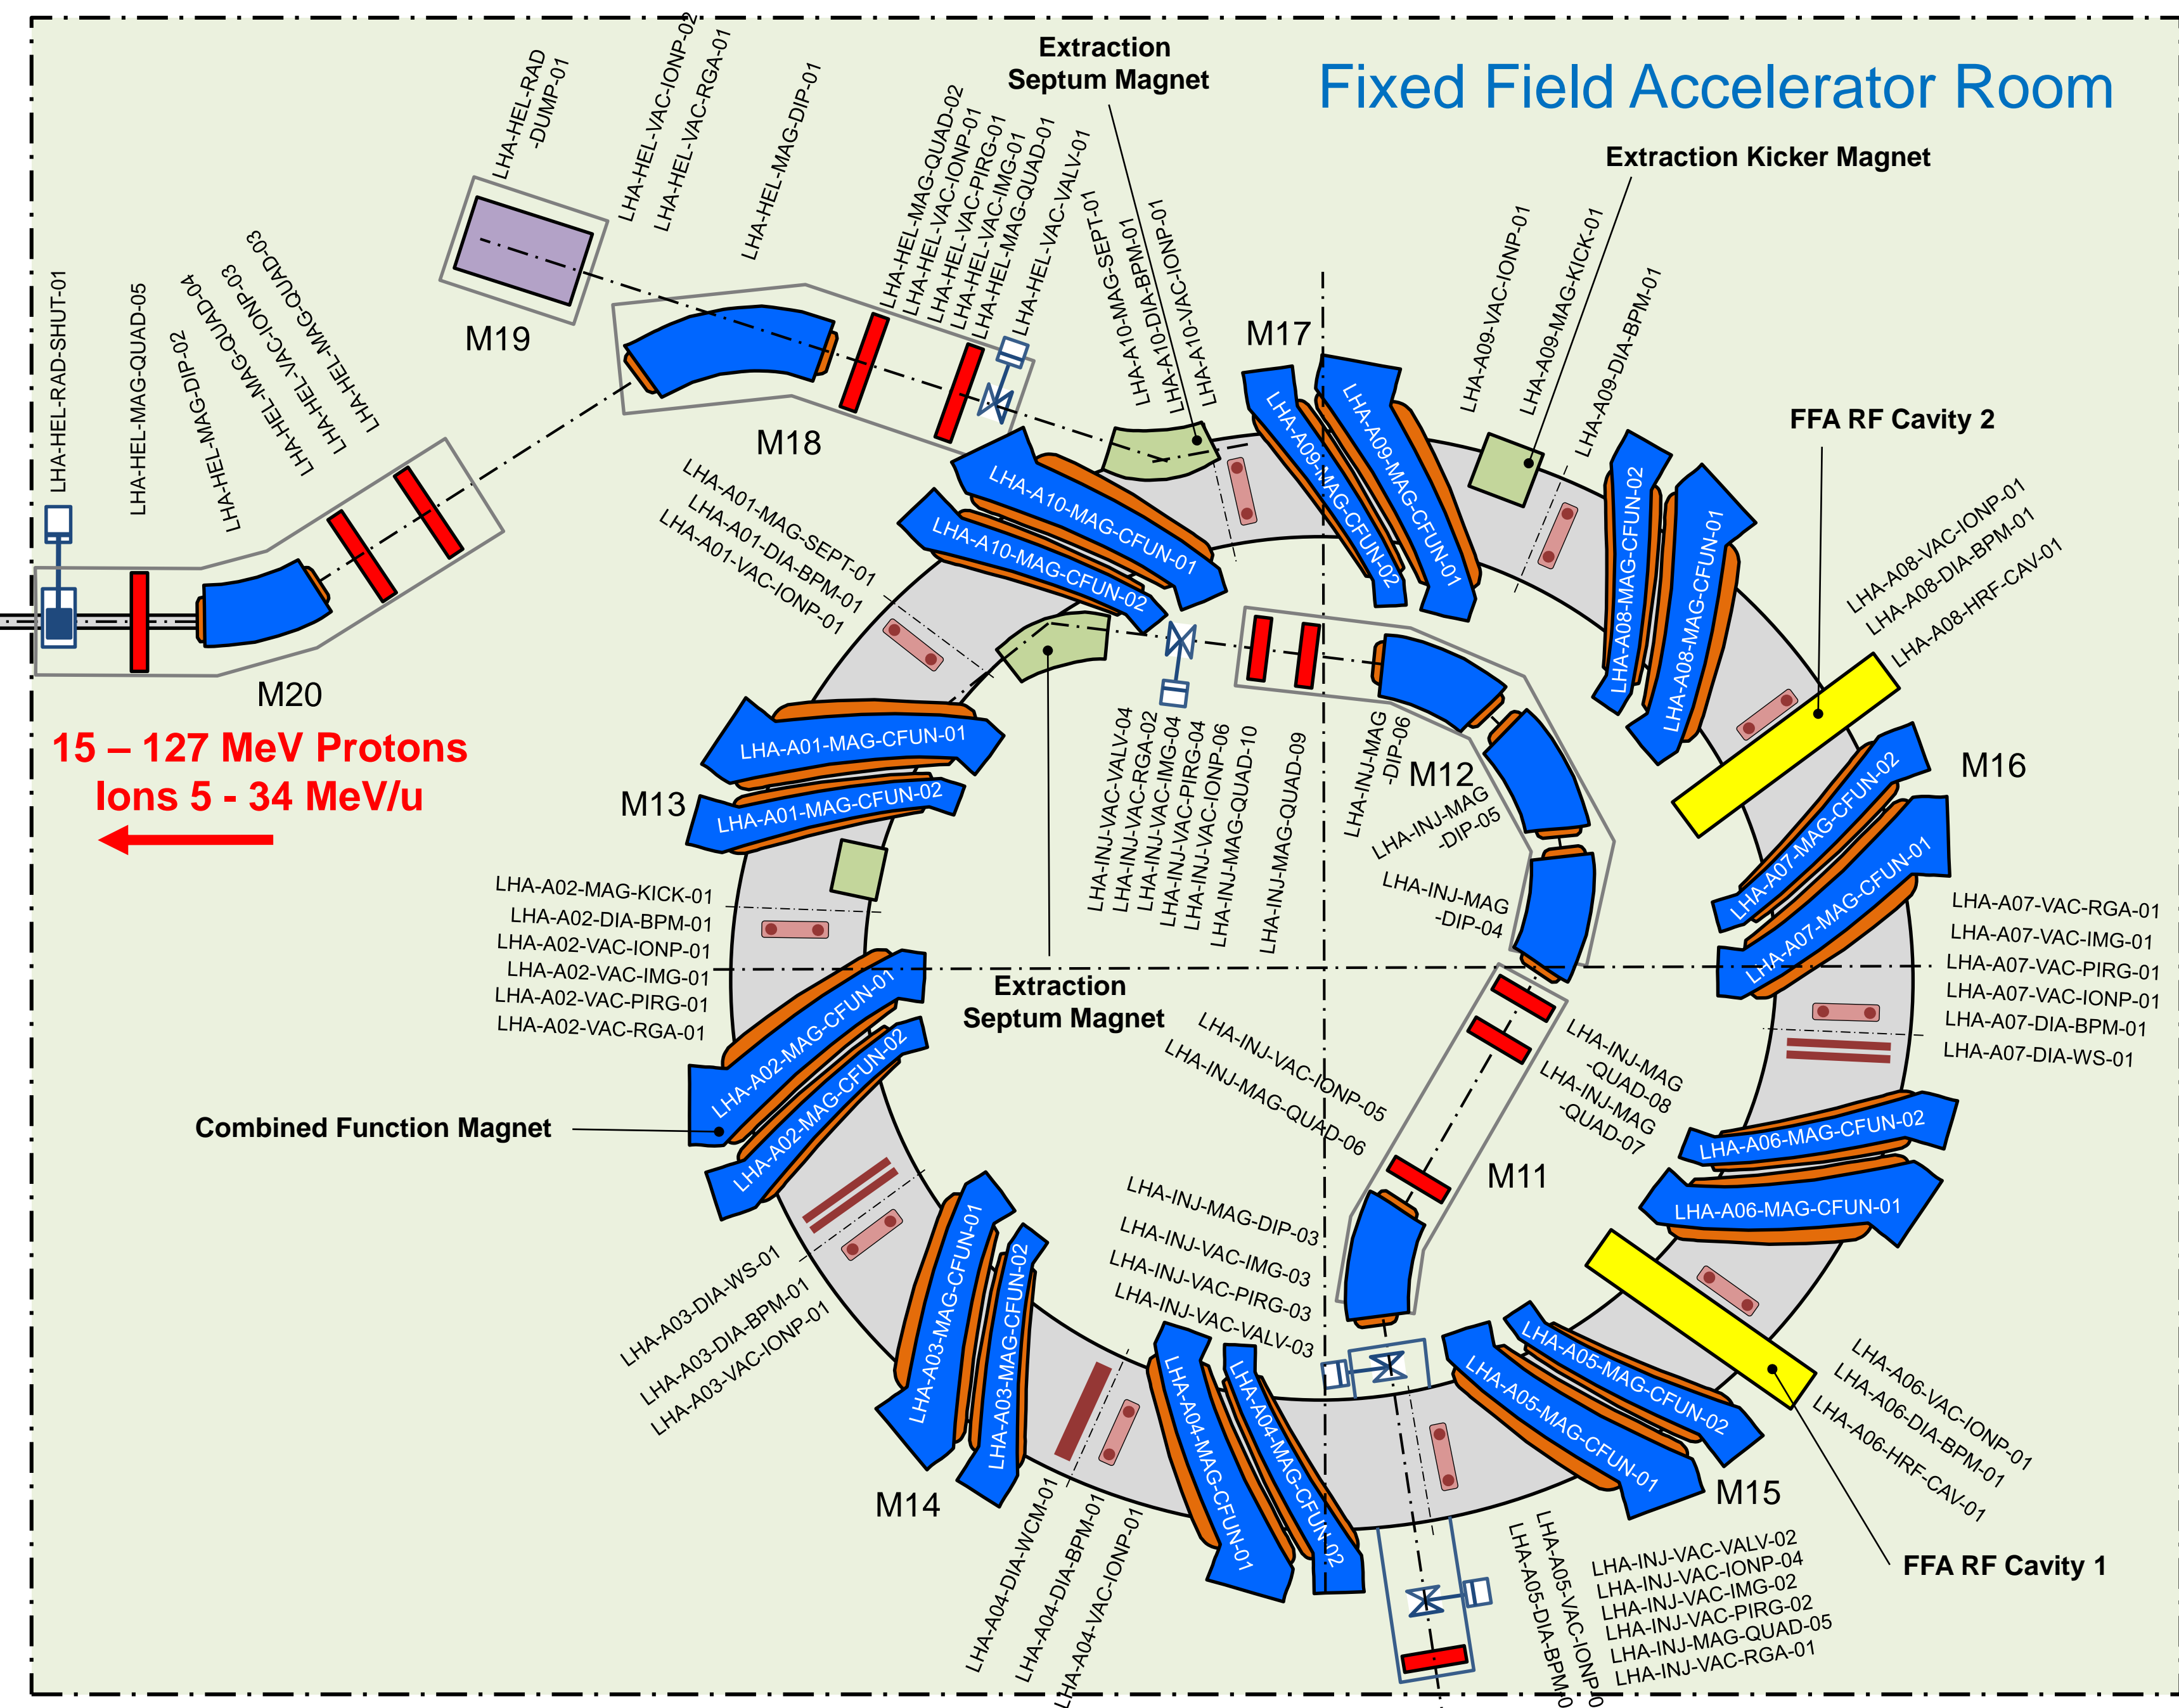 Fixed Field Accelerator Room
Extraction
Septum Magnet
Extraction Kicker Magnet
FFA RF Cavity 2
LHA-HEL-RAD
-DUMP-01
LHA-HEL-VAC-IONP-02
LHA-HEL-VAC-RGA-01
LHA-HEL-MAG-DIP-01
LHA-HEL-MAG-QUAD-02
LHA-HEL-VAC-IONP-01
LHA-HEL-VAC-PIRG-01
LHA-HEL-VAC-IMG-01
LHA-HEL-MAG-QUAD-01
LHA-HEL-VAC-VALV-01
LHA-A10-MAG-SEPT-01
LHA-A10-DIA-BPM-01
LHA-A10-VAC-IONP-01
M17
LHA-A09-VAC-IONP-01
LHA-A09-MAG-KICK-01
LHA-A09-DIA-BPM-01
LHA-HEL-RAD-SHUT-01
LHA-HEL-MAG-QUAD-05
LHA-HEL-MAG-DIP-02
LHA-HEL-MAG-QUAD-04
LHA-HEL-VAC-IONP-03
LHA-HEL-MAG-QUAD-03
M19
M18
M20
15 – 127 MeV Protons
Ions 5 - 34 MeV/u
LHA-A01-MAG-SEPT-01
LHA-A01-DIA-BPM-01
LHA-A01-VAC-IONP-01
LHA-A10-MAG-CFUN-01
LHA-A10-MAG-CFUN-02
LHA-A09-MAG-CFUN-02
LHA-A09-MAG-CFUN-01
LHA-A08-MAG-CFUN-02
LHA-A08-MAG-CFUN-01
LHA-A08-VAC-IONP-01
LHA-A08-DIA-BPM-01
LHA-A08-HRF-CAV-01
M16
LHA-A07-MAG-CFUN-02
LHA-A07-MAG-CFUN-01
M13
LHA-A01-MAG-CFUN-01
LHA-A01-MAG-CFUN-02
LHA-INJ-VAC-VALV-04
LHA-INJ-VAC-RGA-02
LHA-INJ-VAC-IMG-04
LHA-INJ-VAC-PIRG-04
LHA-INJ-VAC-IONP-06
LHA-INJ-MAG-QUAD-10
LHA-INJ-MAG-QUAD-09
LHA-INJ-MAG
-DIP-06
M12
LHA-INJ-MAG
-DIP-05
LHA-INJ-MAG
-DIP-04
LHA-A02-MAG-KICK-01
LHA-A02-DIA-BPM-01
LHA-A02-VAC-IONP-01
LHA-A02-VAC-IMG-01
LHA-A02-VAC-PIRG-01
LHA-A02-VAC-RGA-01
LHA-A07-VAC-RGA-01
LHA-A07-VAC-IMG-01
LHA-A07-VAC-PIRG-01
LHA-A07-VAC-IONP-01
LHA-A07-DIA-BPM-01
LHA-A07-DIA-WS-01
Extraction
Septum Magnet
LHA-A02-MAG-CFUN-01
LHA-A02-MAG-CFUN-02
Combined Function Magnet
LHA-INJ-VAC-IONP-05
LHA-INJ-MAG-QUAD-06
LHA-INJ-MAG
-QUAD-08
LHA-INJ-MAG
-QUAD-07
M11
LHA-A06-MAG-CFUN-02
LHA-A06-MAG-CFUN-01
LHA-INJ-MAG-DIP-03
LHA-INJ-VAC-IMG-03
LHA-INJ-VAC-PIRG-03
LHA-INJ-VAC-VALV-03
LHA-A03-DIA-WS-01
LHA-A03-DIA-BPM-01
LHA-A03-VAC-IONP-01
LHA-A03-MAG-CFUN-01
LHA-A03-MAG-CFUN-02
LHA-A04-MAG-CFUN-01
LHA-A04-MAG-CFUN-02
LHA-A05-MAG-CFUN-02
LHA-A05-MAG-CFUN-01
M14
M15
LHA-A06-VAC-IONP-01
LHA-A06-DIA-BPM-01
LHA-A06-HRF-CAV-01
FFA RF Cavity 1
LHA-A04-DIA-WCM-01
LHA-A04-DIA-BPM-01
LHA-A04-VAC-IONP-01
LHA-A05-VAC-IONP-0
LHA-A05-DIA-BPM-0
LHA-INJ-VAC-VALV-02
LHA-INJ-VAC-IONP-04
LHA-INJ-VAC-IMG-02
LHA-INJ-VAC-PIRG-02
LHA-INJ-MAG-QUAD-05
LHA-INJ-VAC-RGA-01